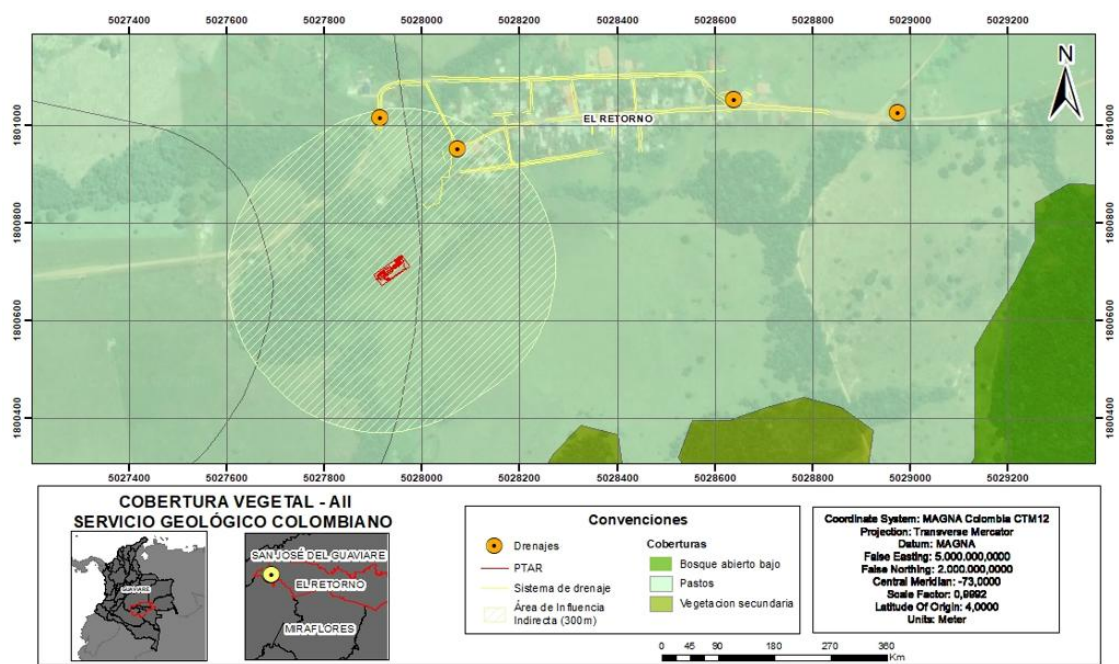 5027400 5027600 5027800 5028000 5028200 5028400 5028600 5028800 5029000 5029200
N
EL RETORNO
1801000 1801000
1800800 1800800
1800600 1800600
1800400 1800400
5027400 5027600 5027800 5028000 5028200 5028400 5028600 5028800 5029000 5029200
COBERTURA VEGETAL - AII
SERVICIO GEOLÓGICO COLOMBIANO
GUAVIARE
SAN JOSÉ DEL GUAVIARE
EL RETORNO
MIRAFLORES
Convenciones
Drenajes
PTAR
Sistema de drenaje
Área de Influencia
Indirecta (300m)
Coberturas
Bosque abierto bajo
Pastos
Vegetacion secundaria
Coordinate System: MAGNA Colombia CTM12
Projection: Transverse Mercator
Datum: MAGNA
False Easting: 5.000.000,0000
False Northing: 2.000.000,0000
Central Meridian: -73,0000
Scale Factor: 0,9992
Latitude Of Origin: 4,0000
Units: Meter
0 45 90 180 270 360
Km